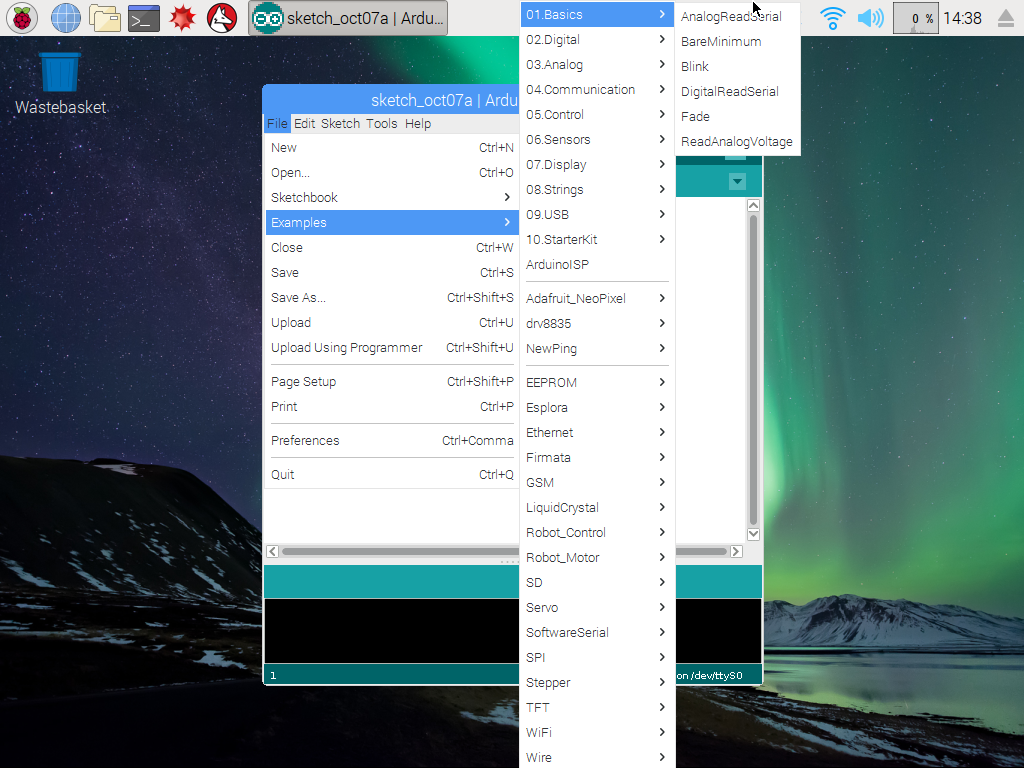 sketch_oct07a | Ardu...
0 %
14:38
Wastebasket
sketch_oct07a | Ardu
File Edit Sketch Tools Help
New Ctrl+N
Open... Ctrl+O
Sketchbook
Examples
Close Ctrl+W
Save Ctrl+S
Save As... Ctrl+Shift+S
Upload Ctrl+U
Upload Using Programmer Ctrl+Shift+U
Page Setup Ctrl+Shift+P
Print Ctrl+P
Preferences Ctrl+Comma
Quit Ctrl+Q
01.Basics
02.Digital
03.Analog
04.Communication
05.Control
06.Sensors
07.Display
08.Strings
09.USB
10.StarterKit
ArduinoISP
Adafruit_NeoPixel
drv8835
NewPing
EEPROM
Esplora
Ethernet
Firmata
GSM
LiquidCrystal
Robot_Control
Robot_Motor
SD
Servo
SoftwareSerial
SPI
Stepper
TFT
WiFi
Wire
AnalogReadSerial
BareMinimum
Blink
DigitalReadSerial
Fade
ReadAnalogVoltage
1
on /dev/ttyS0